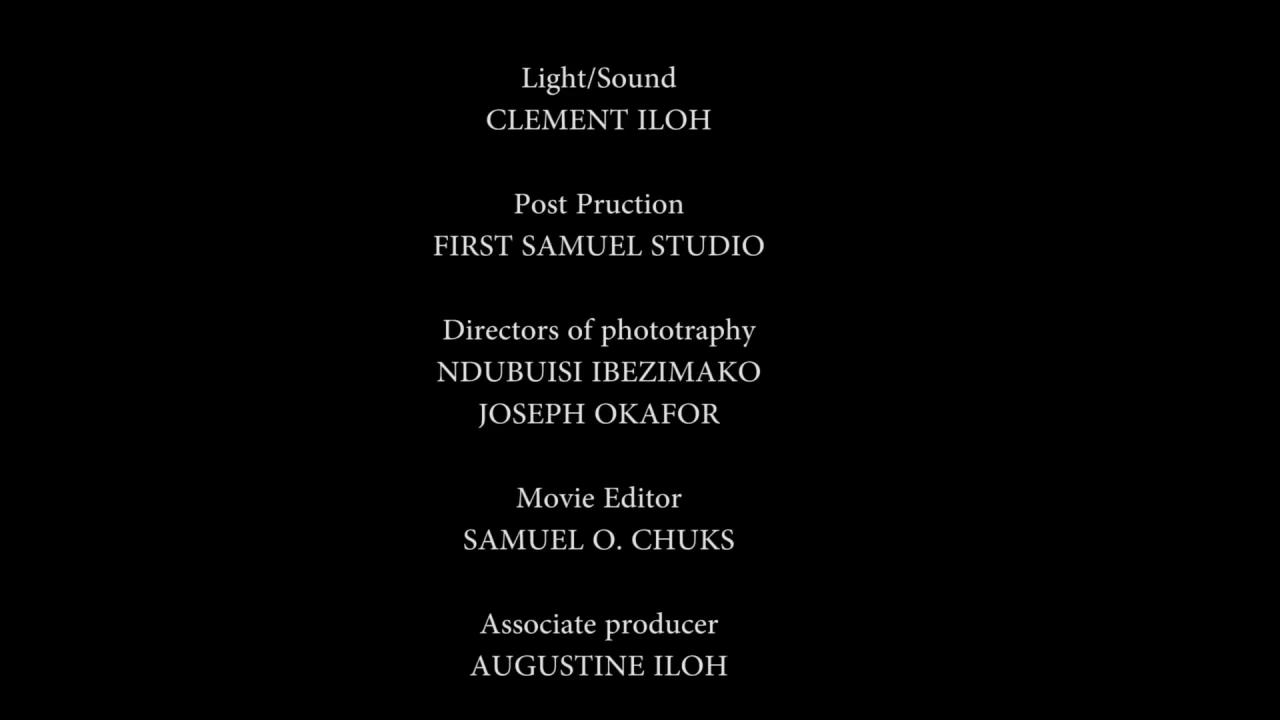 Light/Sound
CLEMENT ILOH
Post Pruction
FIRST SAMUEL STUDIO
Directors of phototraphy
NDUBUISI IBEZIMAKO
JOSEPH OKAFOR
Movie Editor
SAMUEL O. CHUKS
Associate producer
AUGUSTINE ILOH